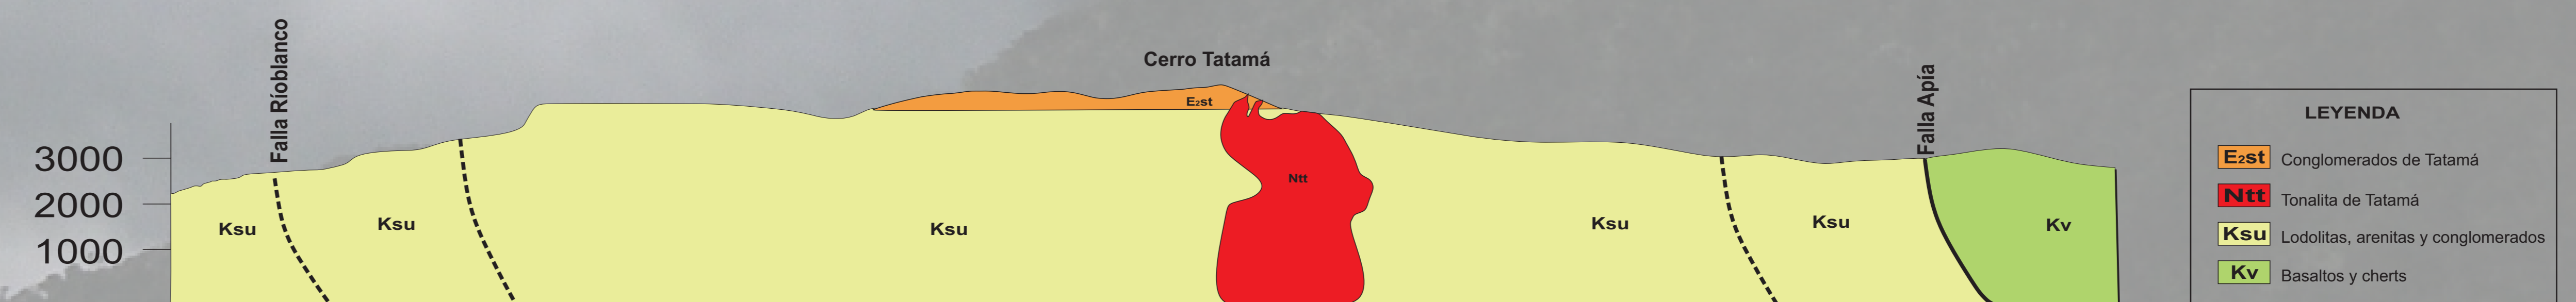 Falla Ríoblanco
Cerro Tatamá
Falla Apía
3000
2000
1000
Ksu
Ksu
Ksu
E₂st
Ntt
Ksu
Ksu
Kv
LEYENDA
E₂st Conglomerados de Tatamá
Ntt Tonalita de Tatamá
Ksu Lodolitas, arenitas y conglomerados
Kv Basaltos y cherts